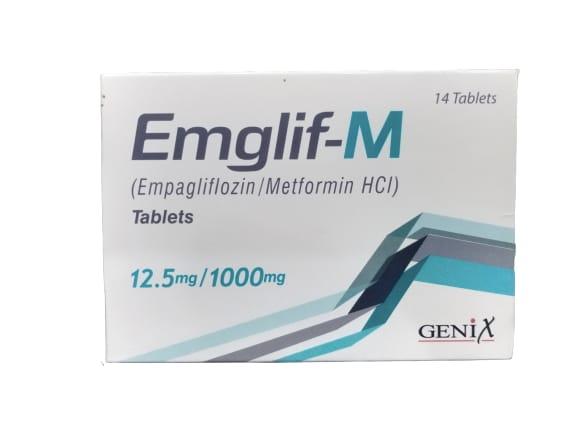 14 Tablets
Emglif-M
(Empagliflozin/Metformin HCl)
Tablets
12.5mg/1000mg
GENIX